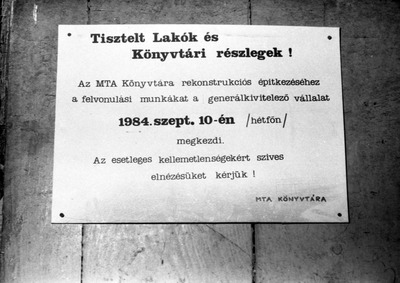 Tisztelt Lakók és
Könyvtári részlegek !
Az MTA Könyvtára rekonstrukciós építkezéséhez
a felvonulási munkákat a generálkivitelező vállalat
1984.szept. 10-én /hétfőn/
megkezdi.
Az esetleges kellemetlenségekért szives
elnézésüket kérjük !
MTA KÖNYVTÁRA